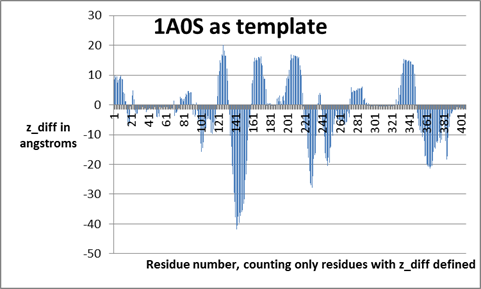 1A0S as template
30
20
10
0
-10
-20
-30
-40
-50
z_diff in
angstroms
1 21 41 61 81 101 121 141 161 181 201 221 241 261 281 301 321 341 361 381 401
Residue number, counting only residues with z_diff defined